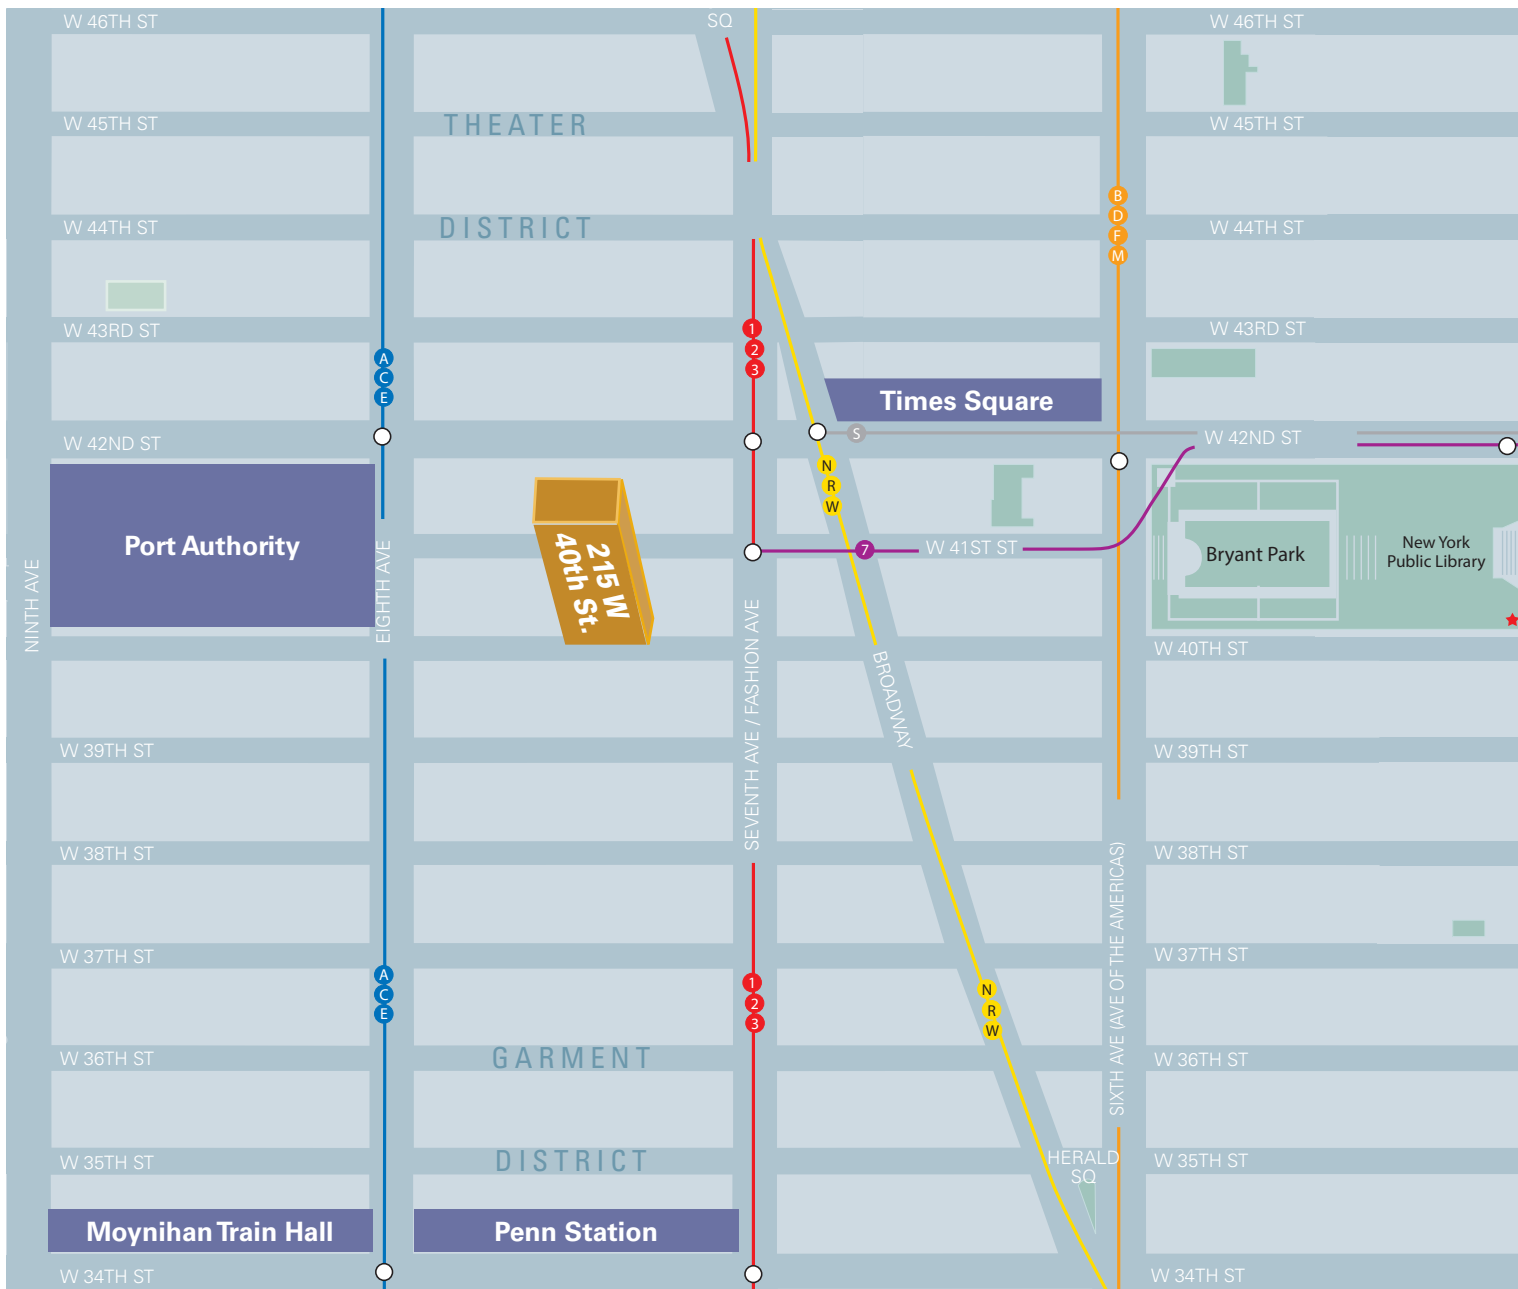 W 46TH ST
SQ
W 46TH ST
W 45TH ST
THEATER
W 45TH ST
B
D
F
M
W 44TH ST
DISTRICT
W 44TH ST
W 43RD ST
1
2
3
W 43RD ST
A
C
E
Times Square
W 42ND ST
S
W 42ND ST
N
R
W
Port Authority
215 W
40th St.
7
W 41ST ST
Bryant Park
New York
Public Library
NINTH AVE
EIGHTH AVE
SEVENTH AVE / FASHION AVE
BROADWAY
W 40TH ST
W 39TH ST
W 39TH ST
W 38TH ST
W 38TH ST
SIXTH AVE (AVE OF THE AMERICAS)
W 37TH ST
W 37TH ST
A
C
E
1
2
3
N
R
W
W 36TH ST
GARMENT
W 36TH ST
W 35TH ST
DISTRICT
HERALD
SQ
W 35TH ST
Moynihan Train Hall
Penn Station
W 34TH ST
W 34TH ST